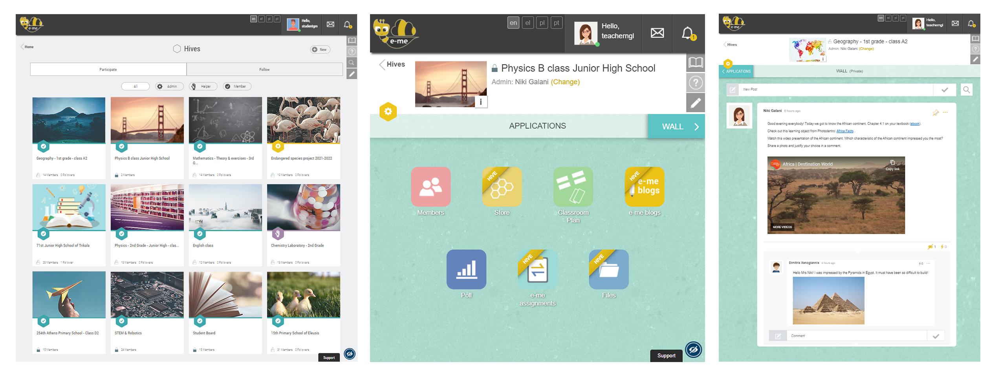 e-me
en el pl pt
Hello,
studentgm
1
Home
Hives
New
Participate
Follow
All
Admin
Helper
Member
Geography - 1st grade - class A2
14 Members 0 Followers
Physics B class Junior High School
2 Members
Mathematics - Theory & exercises - 3rd
G...
14 Members 0 Followers
Endangered species project 2021-2022
13 Members 0 Followers
71st Junior High School of Trikala
29 Members 1 Follower
Physics - 2nd Grade - Junior High - clas...
19 Members 0 Followers
English class
12 Members 0 Followers
Chemistry Laboratory - 2nd Grade
13 Members 0 Followers
254th Athens Primary School - Class D2
15 Members
STEM & Robotics
24 Members
Student Board
15 Members
15th Primary School of Eleusis
31 Members 0 Followers
Support
e-me
en el pl pt
Hello,
teacherngl
1
Hives
Physics B class Junior High School
Admin: Niki Galani (Change)
i
APPLICATIONS
WALL
Members
HIVE
Store
Classroom
Plan
HIVE
e-me
blogs
e-me blogs
Poll
HIVE
e-me
assignments
HIVE
Files
Support
e-me
en el pl pt
Hello,
teacherngl
1
Hives
Geography - 1st grade - class A2
Admin: Niki Galani (Change)
i
APPLICATIONS
WALL (Private)
New Post
Niki Galani 6 hours ago
Good evening everybody! Today we got to know the African continent. Chapter 4.1 on your textbook (ebook).
Check out this learning object from Photodentro: Africa Facts .
Watch this video presentation of the African continent. Which characteristic of the African continent impressed you the most?
Share a photo and justify your choice in a comment.
Africa | Destination World
Copy link
MORE VIDEOS
1 0
Dimitris Xenogiannis 6 hours ago
0
Hello Mrs Niki! I was impressed by the Pyramids in Egypt. It must have been so difficult to build!
Comment